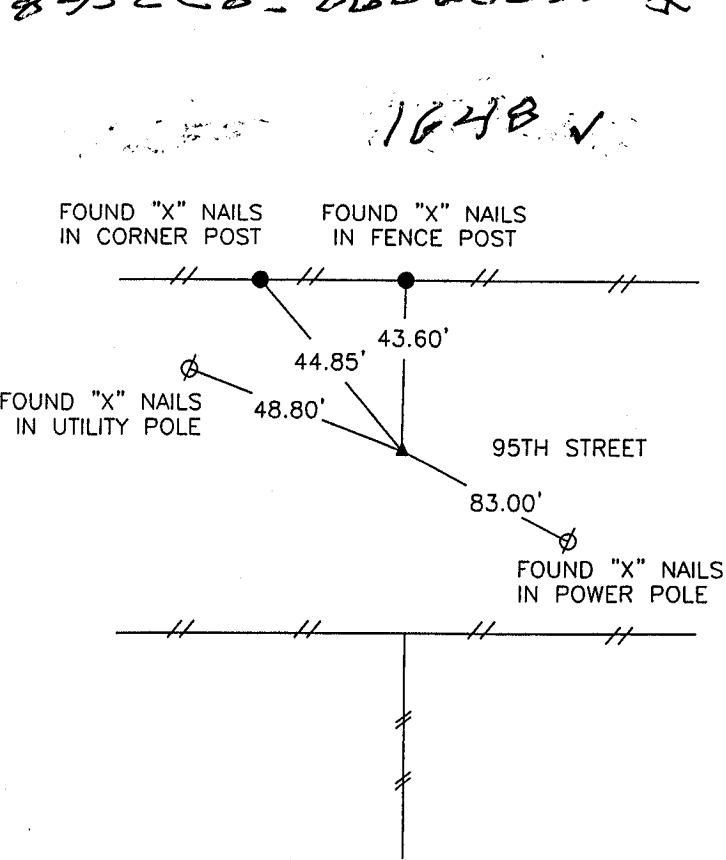 1648 ✓
FOUND "X" NAILS
IN CORNER POST
FOUND "X" NAILS
IN FENCE POST
43.60'
44.85'
FOUND "X" NAILS
IN UTILITY POLE
48.80'
95TH STREET
83.00'
FOUND "X" NAILS
IN POWER POLE